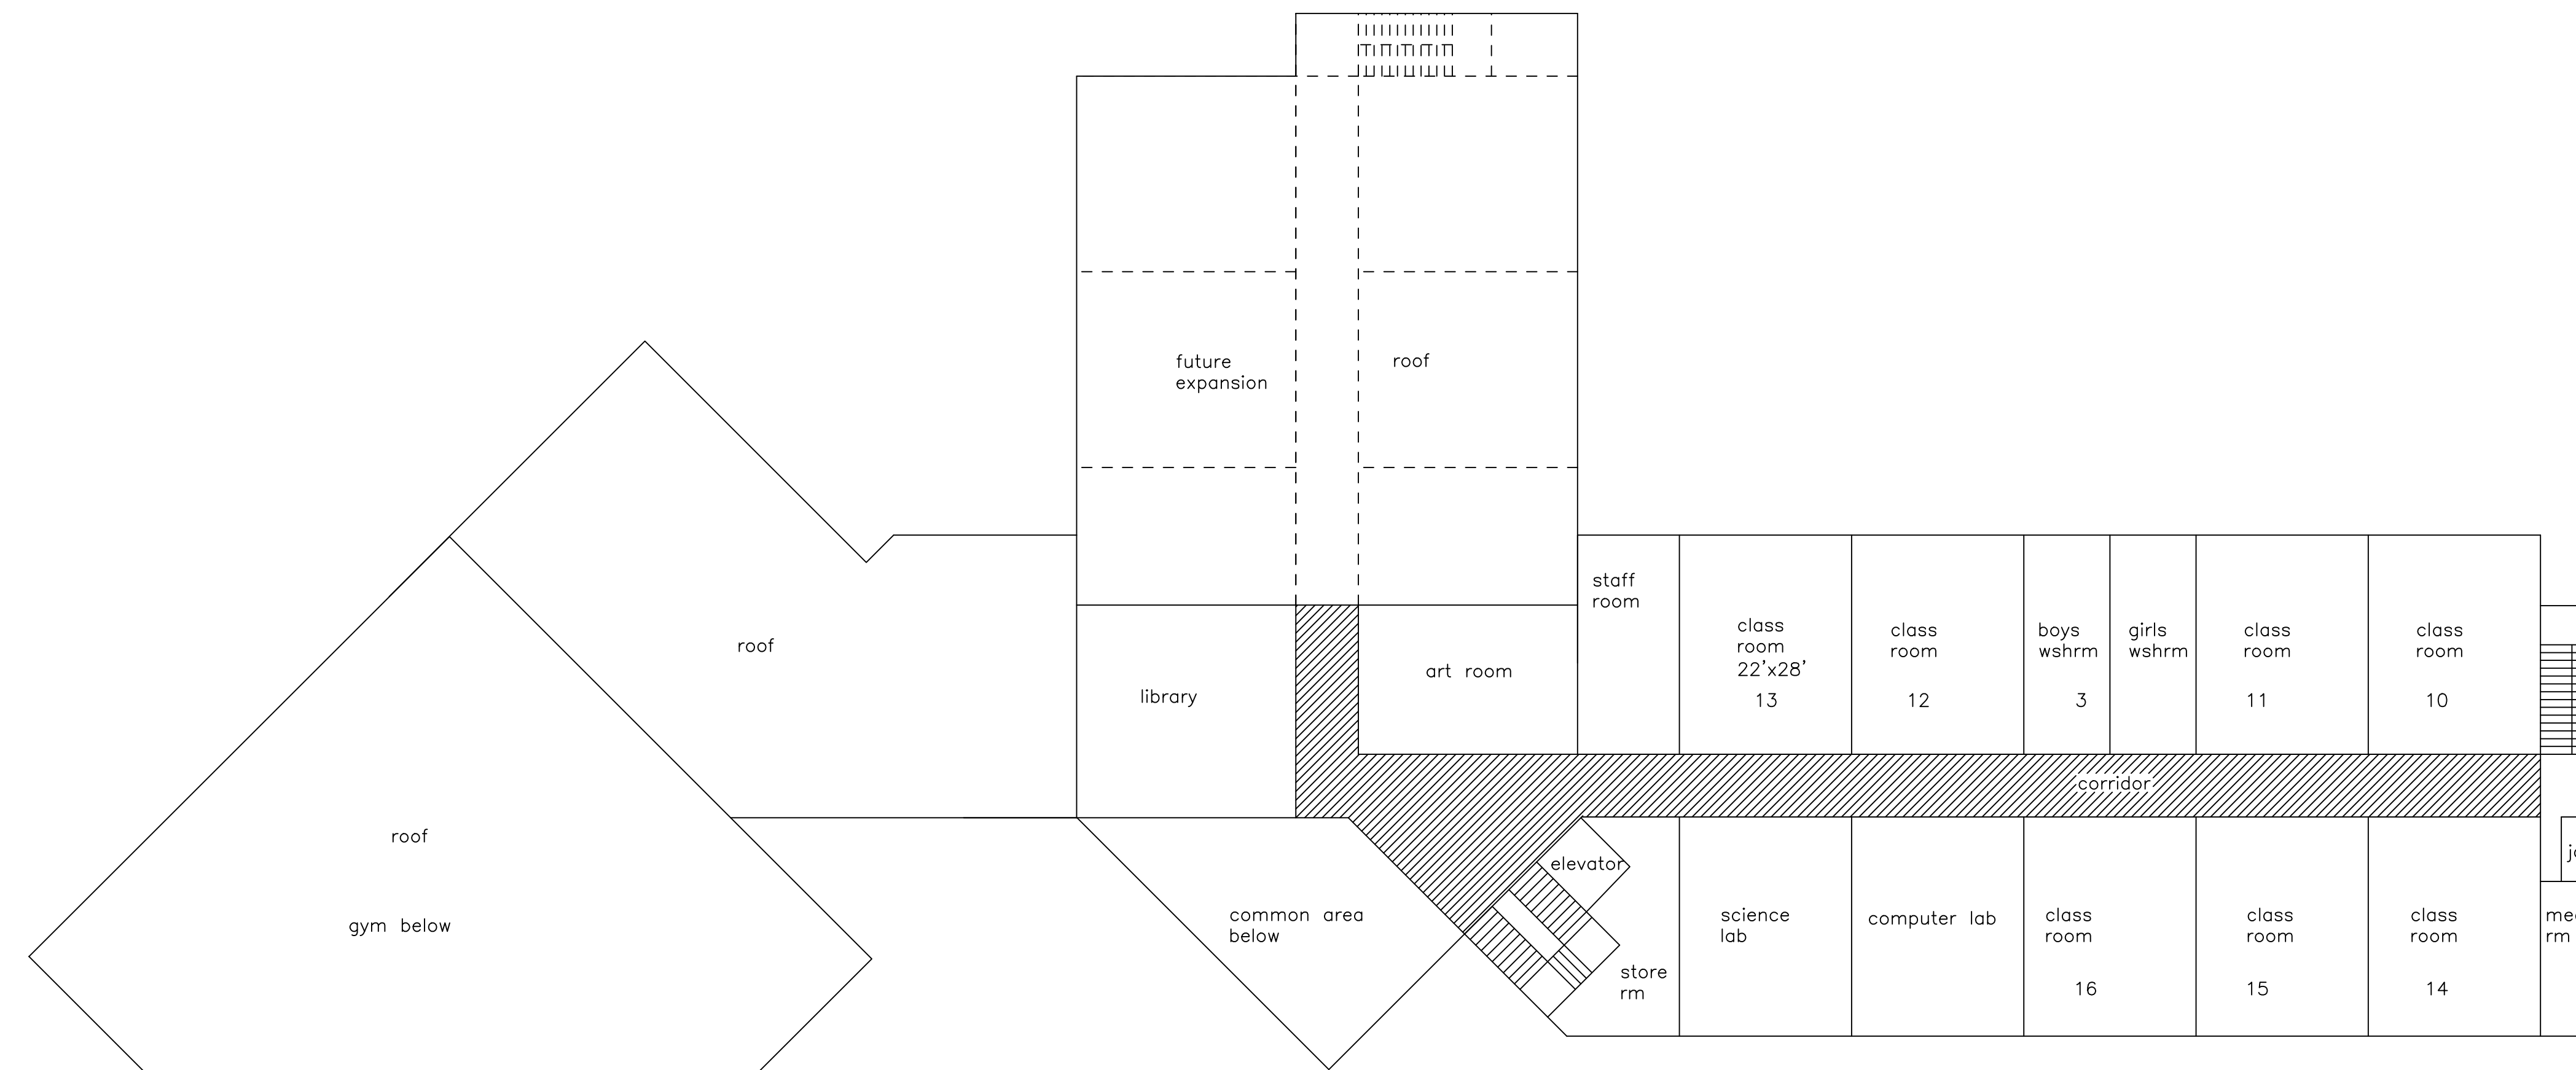 future
expansion
roof
roof
library
art room
staff
room
class
room
22'x28'
13
class
room
12
boys
wshrm
3
girls
wshrm
class
room
11
class
room
10
corridor
roof
gym below
common area
below
elevator
store
rm
science
lab
computer lab
class
room
16
class
room
15
class
room
14
rm